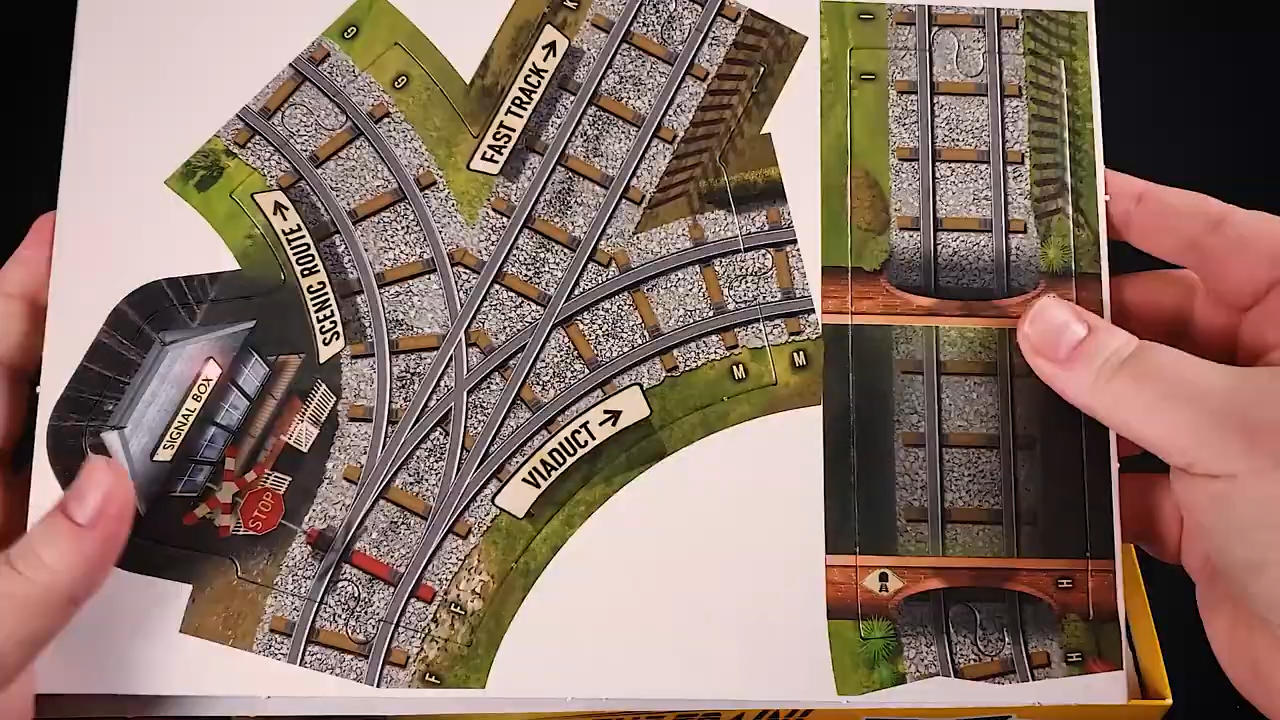 G
G
K
FAST TRACK →
SCENIC ROUTE →
SIGNAL BOX
STOP
VIADUCT →
M M
F
F
I
I
H
H